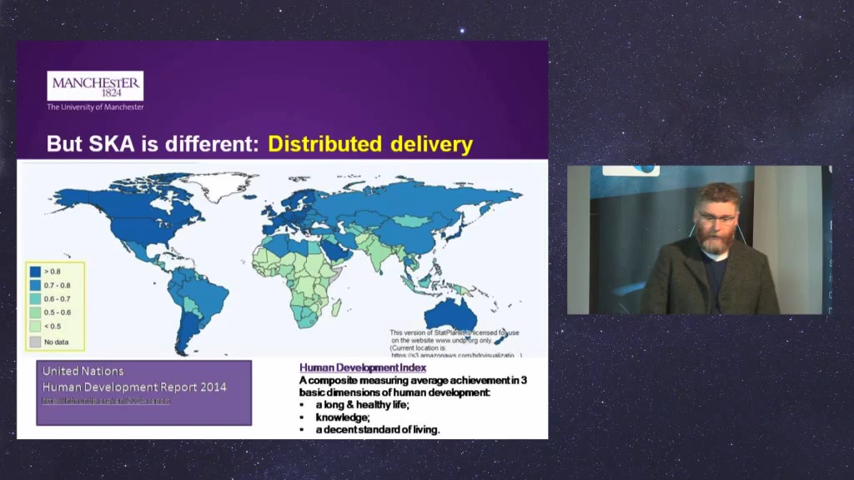 MANCHESTER
1824
The University of Manchester
But SKA is different: Distributed delivery
> 0.8
0.7 - 0.8
0.6 - 0.7
0.5 - 0.6
< 0.5
No data
This version of StatPlanet is licensed for use
on the website www.undp.org only.
(Current location is:
United Nations
Human Development Report 2014
Human Development Index
A composite measuring average achievement in 3
basic dimensions of human development:
• a long & healthy life;
• knowledge;
• a decent standard of living.